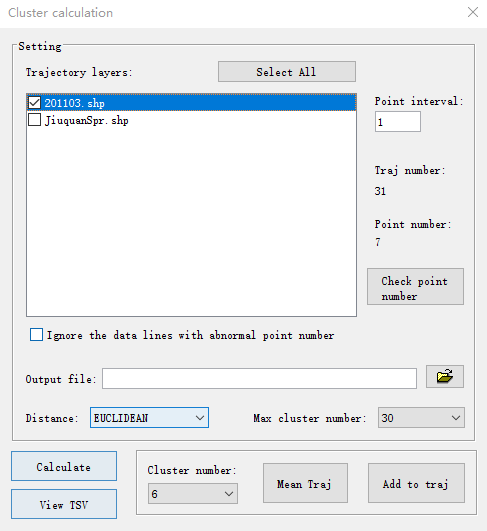 Cluster calculation
Setting
Trajectory layers:
Select All
201103.shp
JiuquanSpr.shp
Point interval:
1
Traj number:
31
Point number:
7
Check point
number
Ignore the data lines with abnormal point number
Output file:
Distance:
EUCLIDEAN
Max cluster number:
30
Calculate
View TSV
Cluster number:
6
Mean Traj
Add to traj